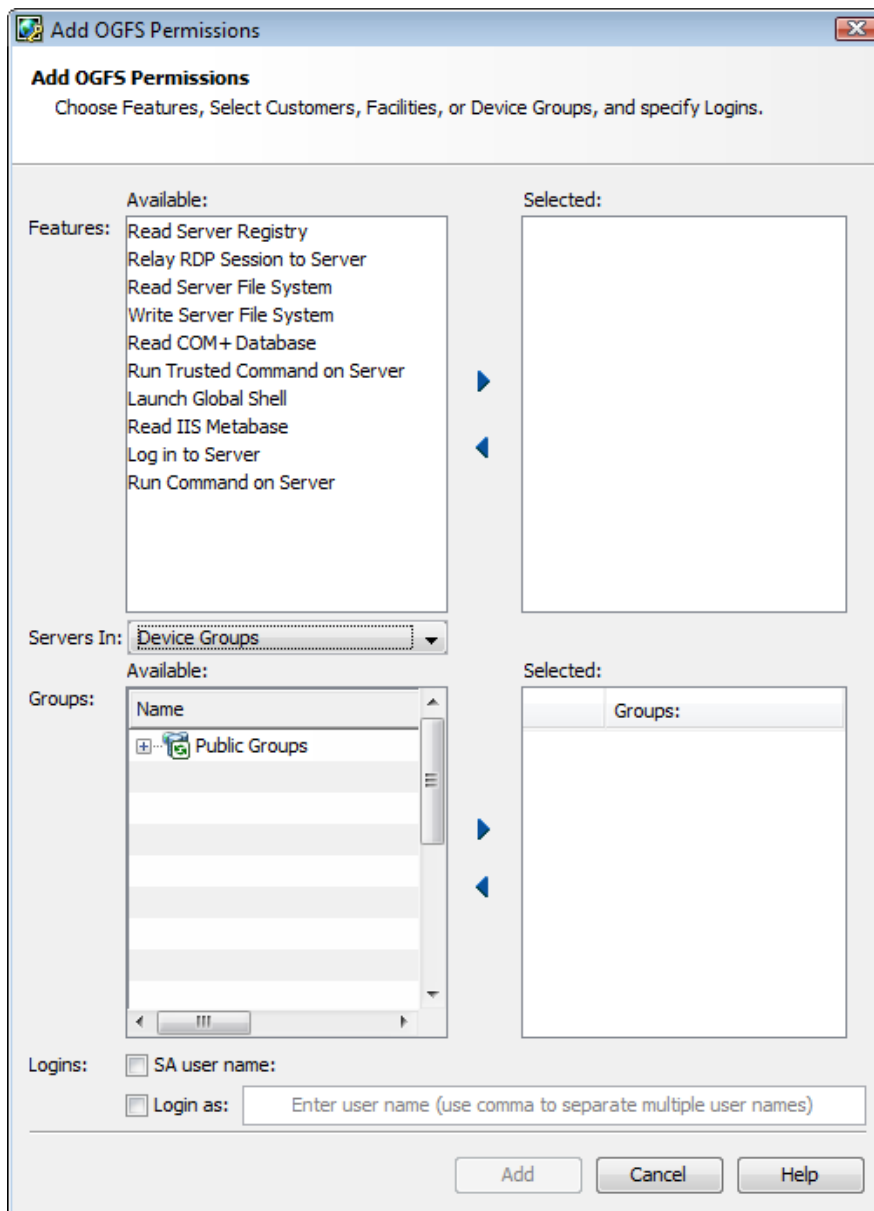 Add OGFS Permissions
Add OGFS Permissions
Choose Features, Select Customers, Facilities, or Device Groups, and specify Logins.
Available:
Selected:
Features:
Read Server Registry
Relay RDP Session to Server
Read Server File System
Write Server File System
Read COM+ Database
Run Trusted Command on Server
Launch Global Shell
Read IIS Metabase
Log in to Server
Run Command on Server
Servers In: Device Groups
Available:
Selected:
Groups:
Name
Groups:
Public Groups
Logins:
SA user name:
Login as: Enter user name (use comma to separate multiple user names)
Add Cancel Help